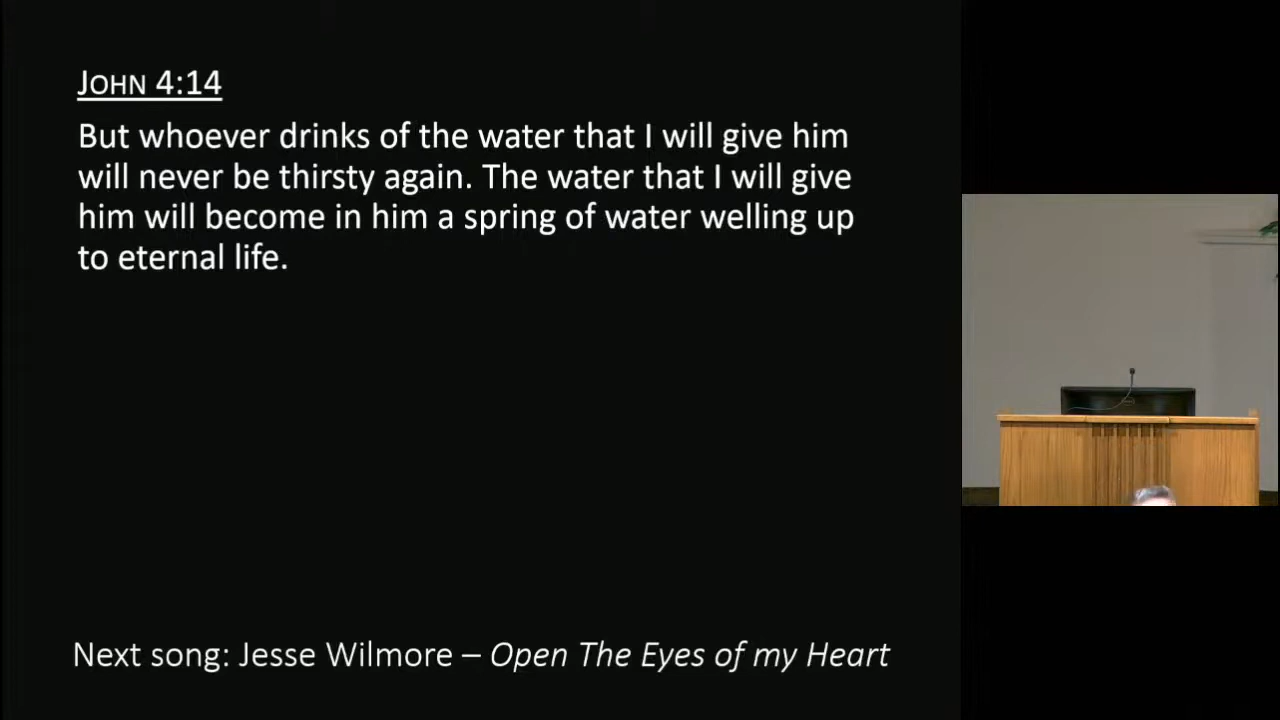 JOHN 4:14
But whoever drinks of the water that I will give him
will never be thirsty again. The water that I will give
him will become in him a spring of water welling up
to eternal life.
Next song: Jesse Wilmore – Open The Eyes of my Heart